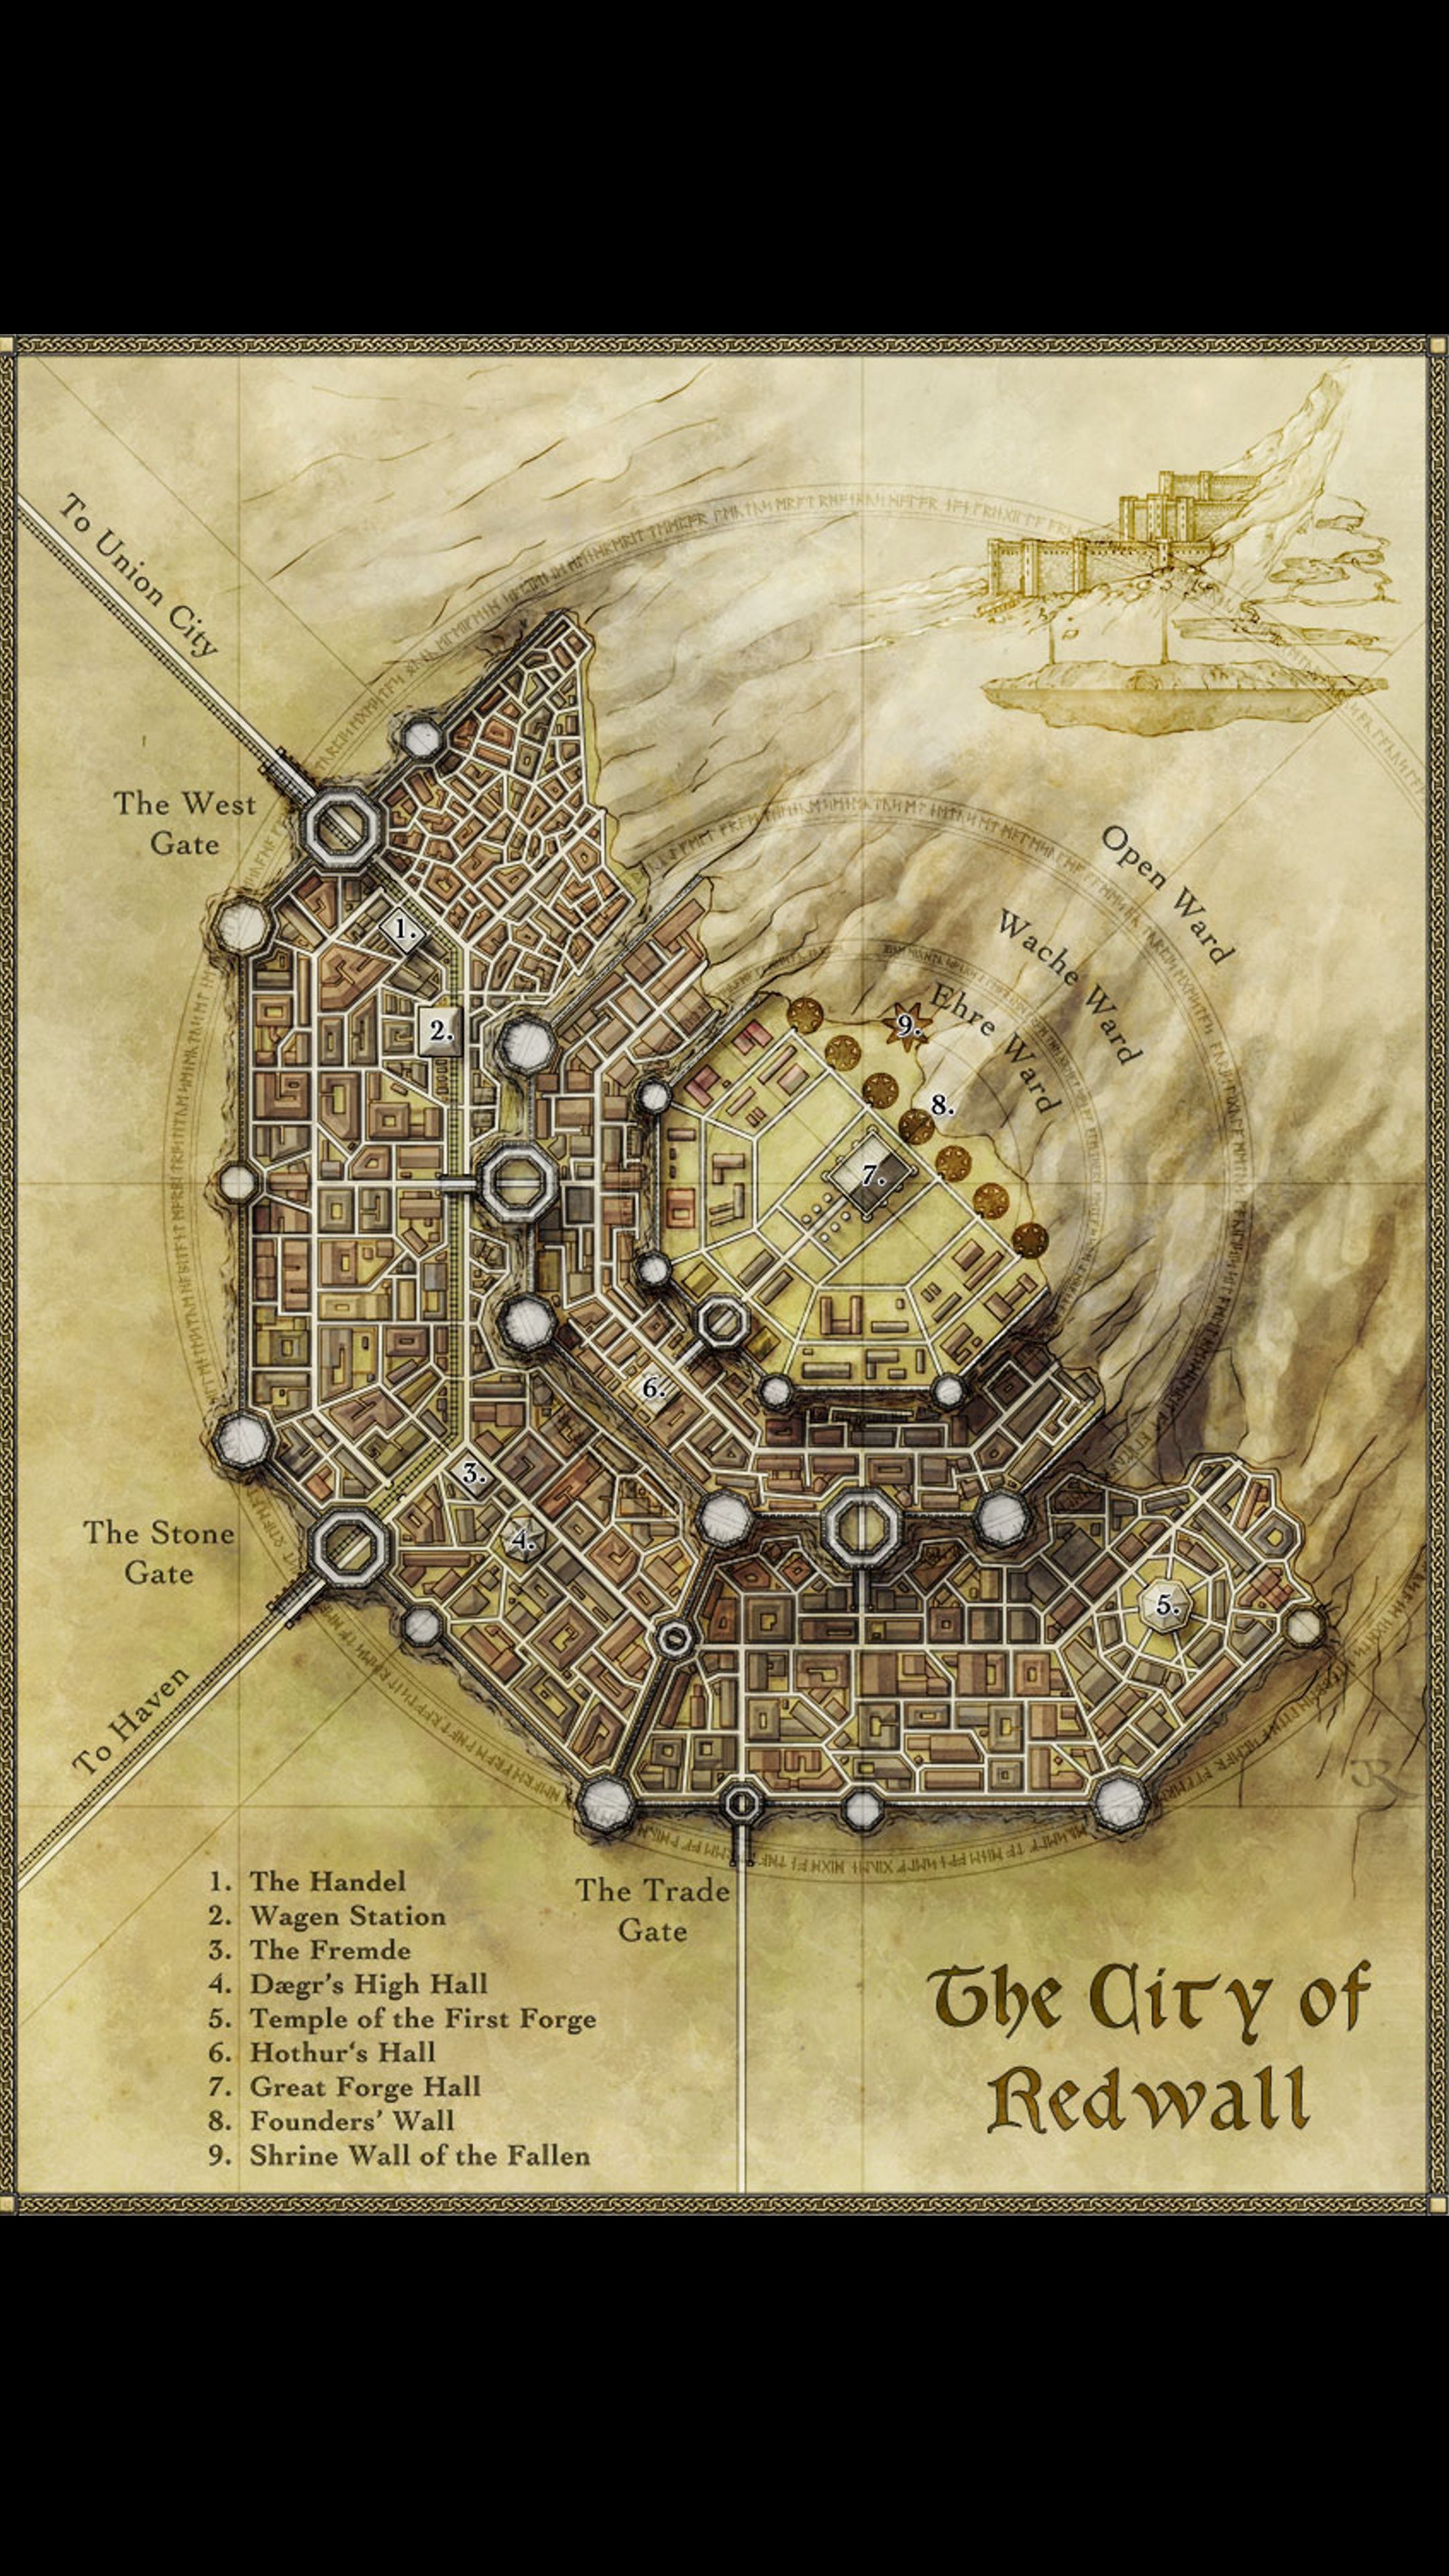 To Union City
The West
Gate
Open Ward
Wache Ward
Ehre Ward
1.
2.
9.
8.
7.
6.
3.
4.
5.
The Stone
Gate
To Haven
The Trade
Gate
1. The Handel
2. Wagen Station
3. The Fremde
4. Dægr's High Hall
5. Temple of the First Forge
6. Hothur's Hall
7. Great Forge Hall
8. Founders' Wall
9. Shrine Wall of the Fallen
The City of
Redwall